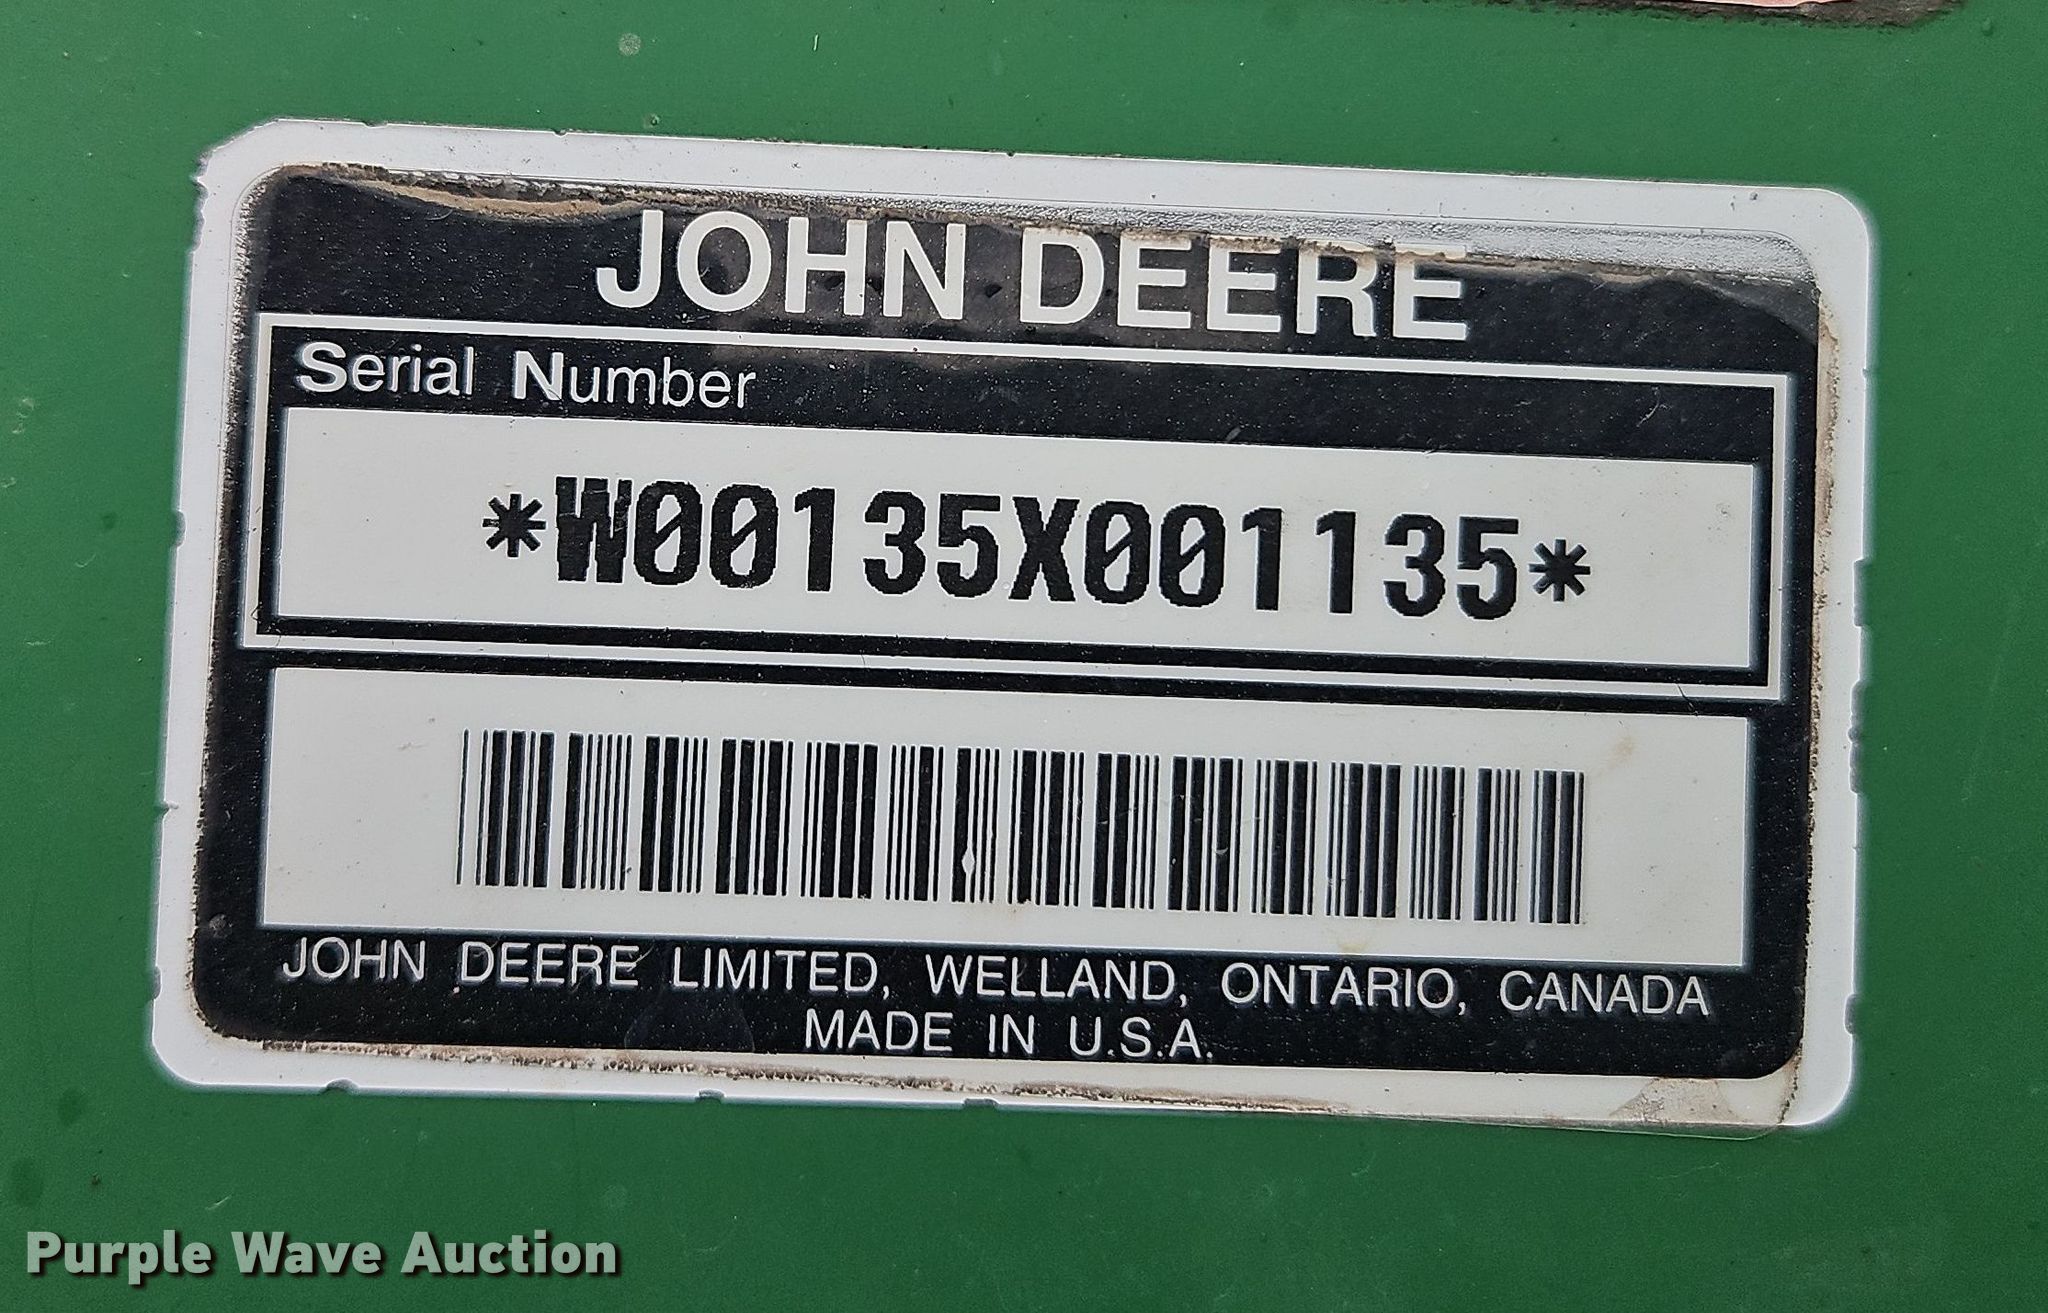 JOHN DEERE
Serial Number
*W00135X001135*
JOHN DEERE LIMITED, WELLAND, ONTARIO, CANADA
MADE IN U.S.A.
Purple Wave Auction